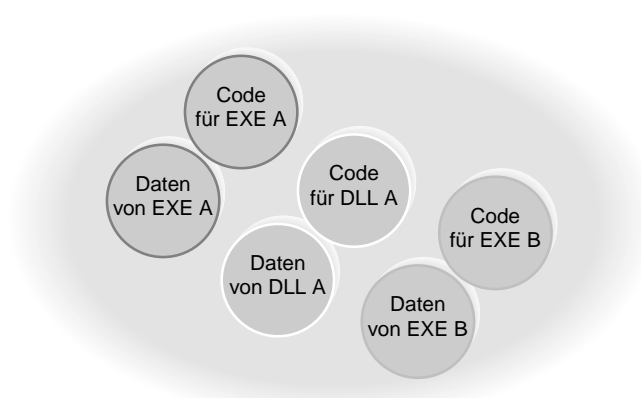 Code
für EXE A
Daten
von EXE A
Code
für DLL A
Daten
von DLL A
Code
für EXE B
Daten
von EXE B